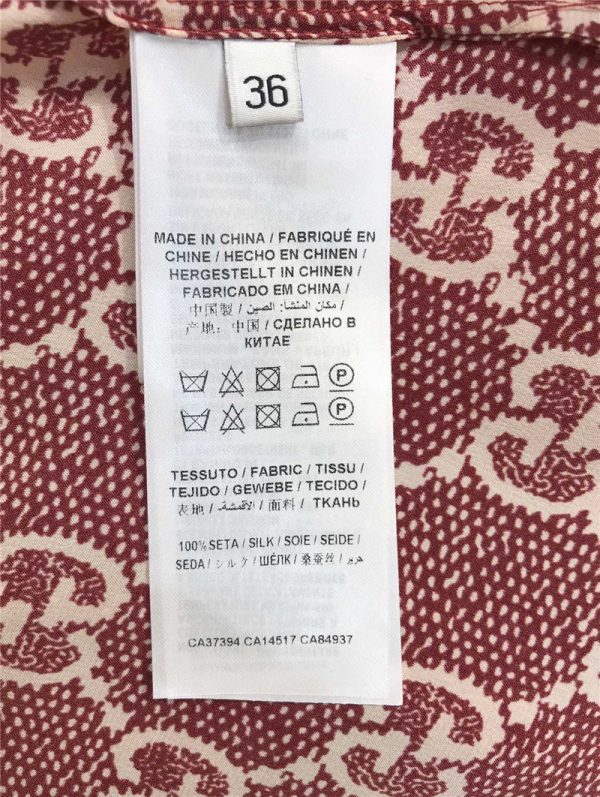 36
MADE IN CHINA / FABRIQUÉ EN
CHINE / HECHO EN CHINEN /
HERGESTELLT IN CHINEN /
FABRICADO EM CHINA /
中国製 / مكان المنشأ: الصين /
产地: 中国 / СДЕЛАНО В
КИТАЕ
P
P
TESSUTO / FABRIC / TISSU /
TEJIDO / GEWEBE / TECIDO /
表地 / الأقمشة / 面料 / ТКАНЬ
100% SETA / SILK / SOIE / SEIDE /
SEDA / シルク / ШЁЛК / 桑蚕丝 / هرير
CA37394 CA14517 CA84937